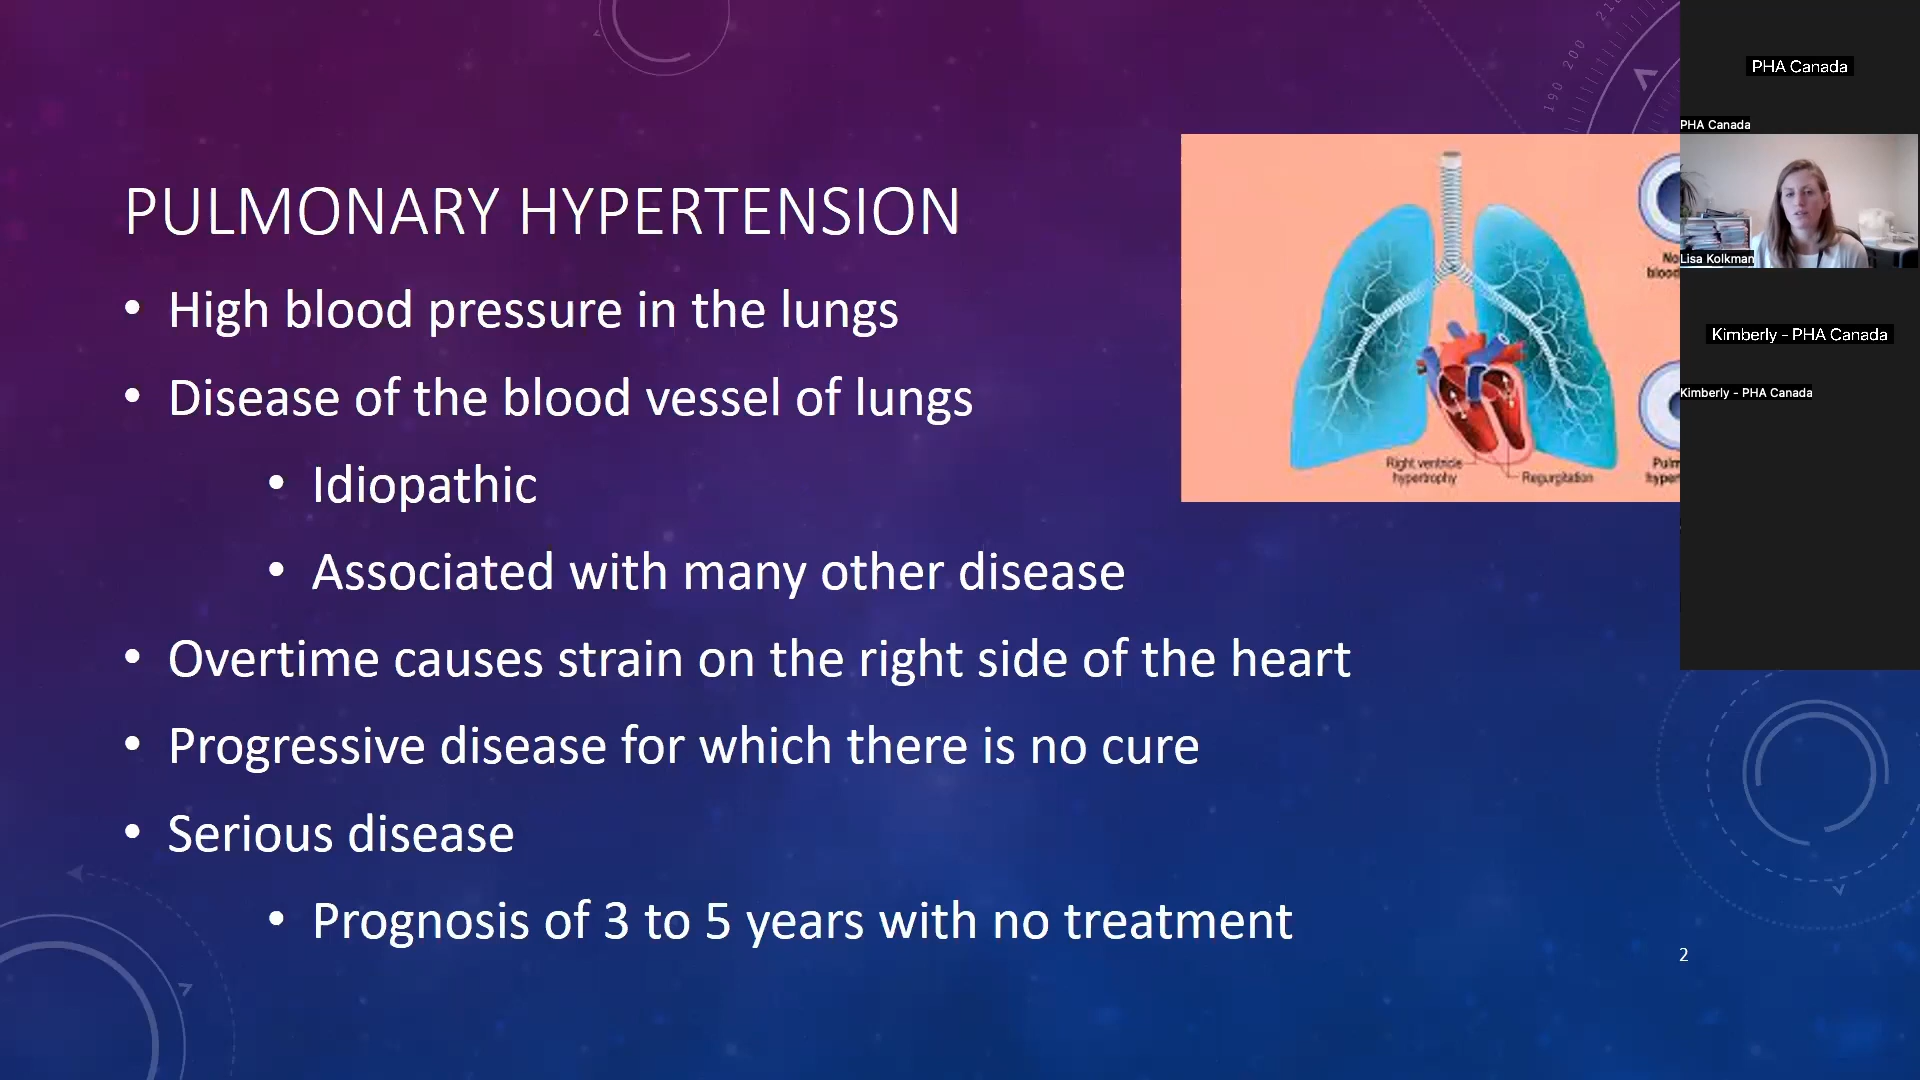 PULMONARY HYPERTENSION
• High blood pressure in the lungs
• Disease of the blood vessel of lungs
• Idiopathic
• Associated with many other disease
• Overtime causes strain on the right side of the heart
• Progressive disease for which there is no cure
• Serious disease
• Prognosis of 3 to 5 years with no treatment
Right ventricle
hypertrophy
Regurgitation
2
190 200
PHA Canada
PHA Canada
Lisa Kolkman
Kimberly - PHA Canada
Kimberly - PHA Canada